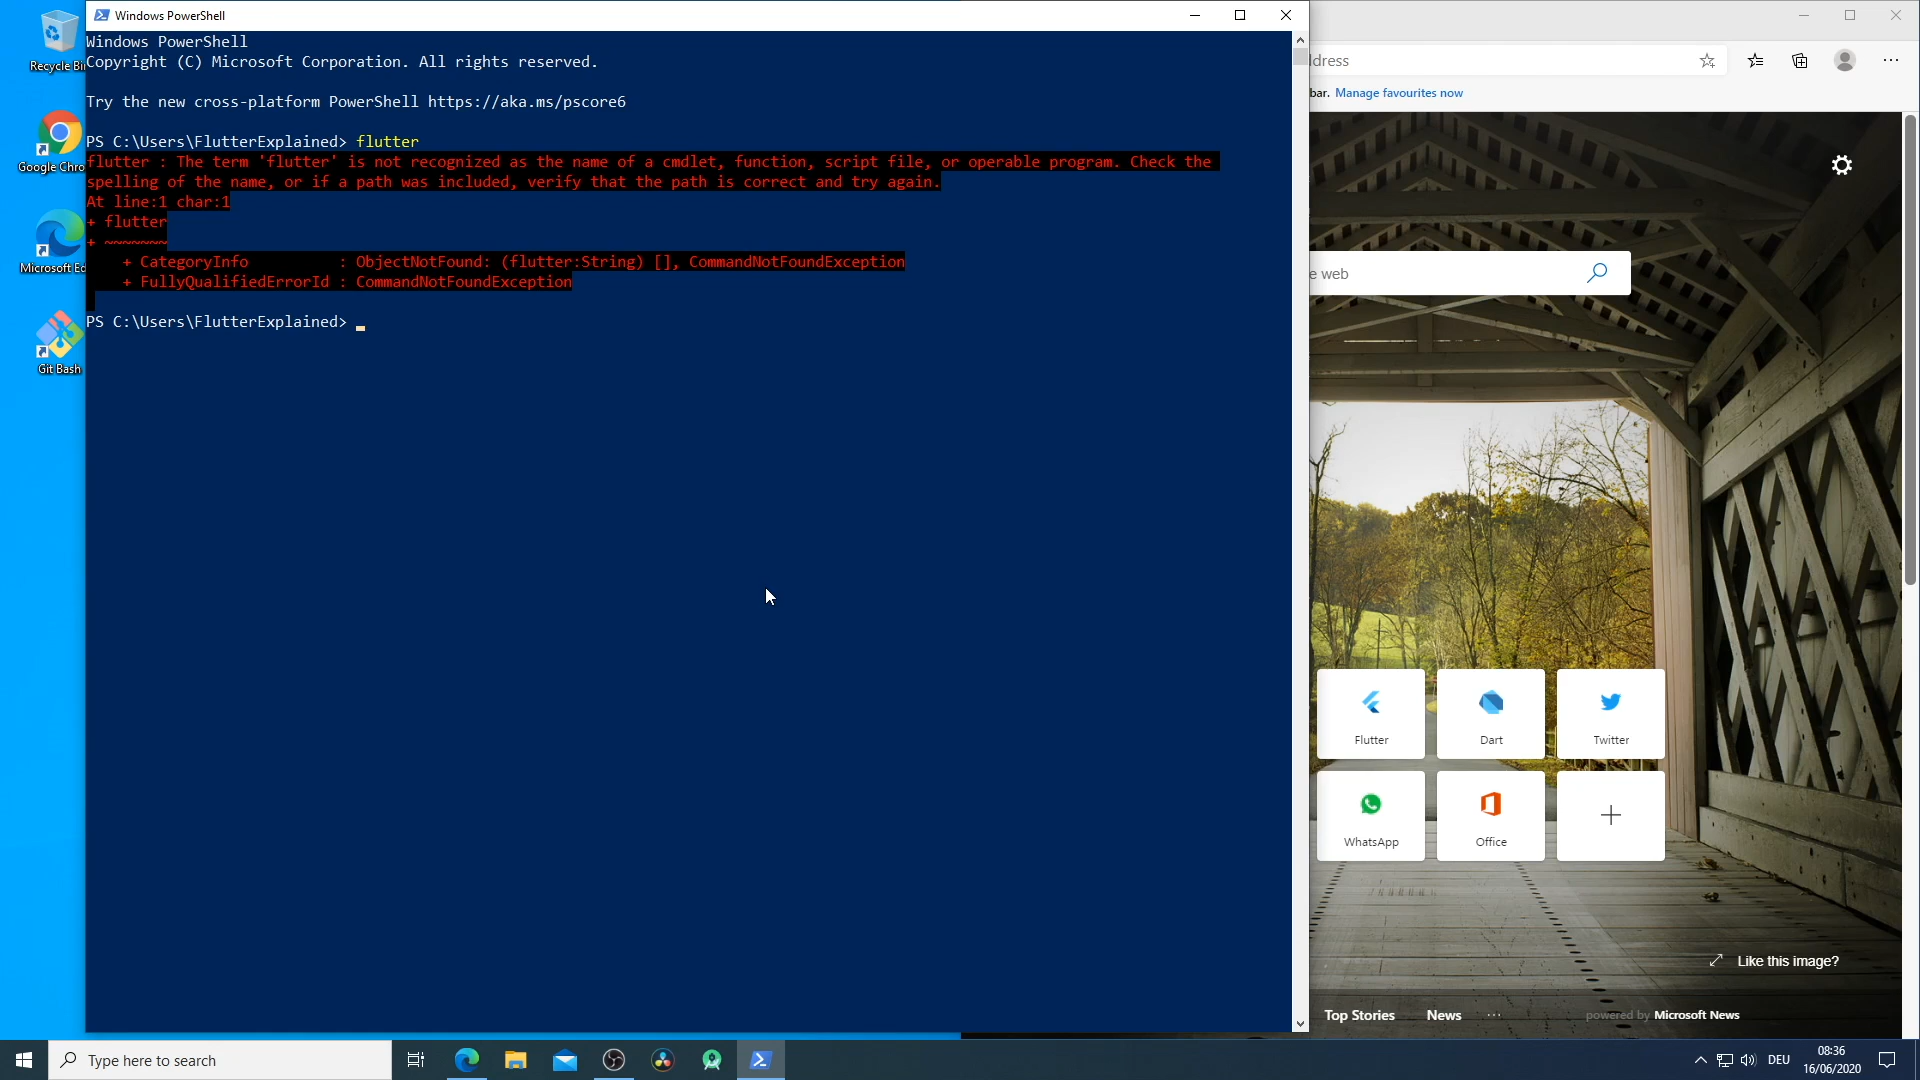 Windows PowerShell
Windows PowerShell
Copyright (C) Microsoft Corporation. All rights reserved.
Try the new cross-platform PowerShell https://aka.ms/pscore6
PS C:\Users\FlutterExplained> flutter
flutter : The term 'flutter' is not recognized as the name of a cmdlet, function, script file, or operable program. Check the
spelling of the name, or if a path was included, verify that the path is correct and try again.
At line:1 char:1
+ flutter
+ ~~~~~~~
+ CategoryInfo : ObjectNotFound: (flutter:String) [], CommandNotFoundException
+ FullyQualifiedErrorId : CommandNotFoundException
PS C:\Users\FlutterExplained>
Recycle Bi
Google Chro
Microsoft Ed
Git Bash
ddress
bar. Manage favourites now
e web
Flutter
Dart
Twitter
WhatsApp
Office
Like this image?
Top Stories
News
powered by Microsoft News
Type here to search
DEU
08:36
16/06/2020